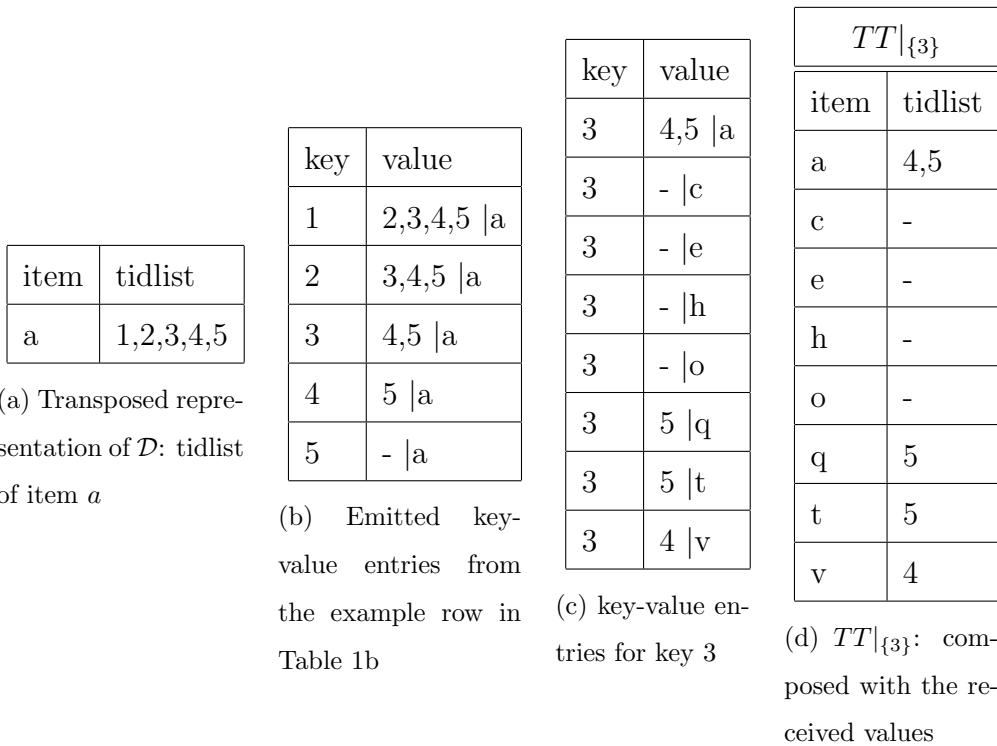 item tidlist
a 1,2,3,4,5
(a) Transposed repre-
sentation of D: tidlist
of item a
key value
1 2,3,4,5 |a
2 3,4,5 |a
3 4,5 |a
4 5 |a
5 - |a
(b) Emitted key-
value entries from
the example row in
Table 1b
key value
3 4,5 |a
3 - |c
3 - |e
3 - |h
3 - |o
3 5 |q
3 5 |t
3 4 |v
(c) key-value en-
tries for key 3
TT|{3}
item tidlist
a 4,5
c -
e -
h -
o -
q 5
t 5
v 4
(d) TT|{3}: com-
posed with the re-
ceived values